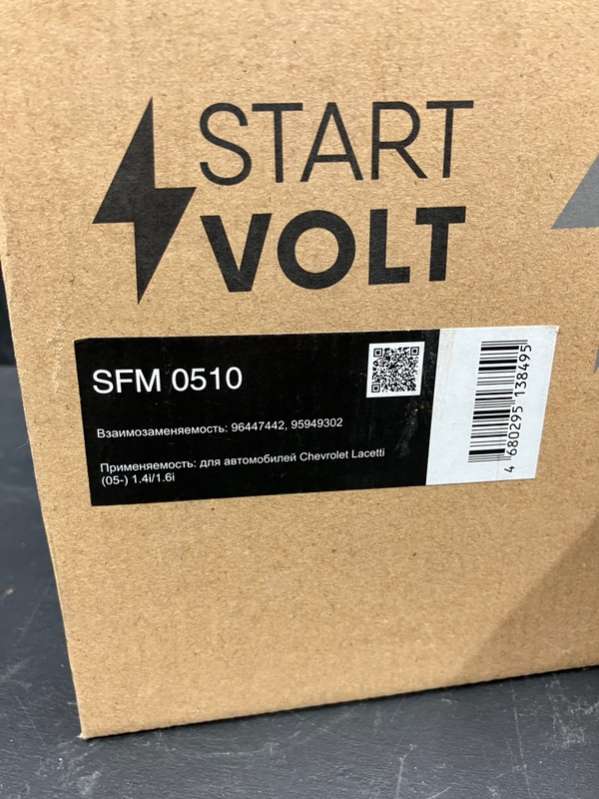 START
VOLT
SFM 0510
Взаимозаменяемость: 96447442, 95949302
Применяемость: для автомобилей Chevrolet Lacetti
(05-) 1.4i/1.6i
4 680295 138495